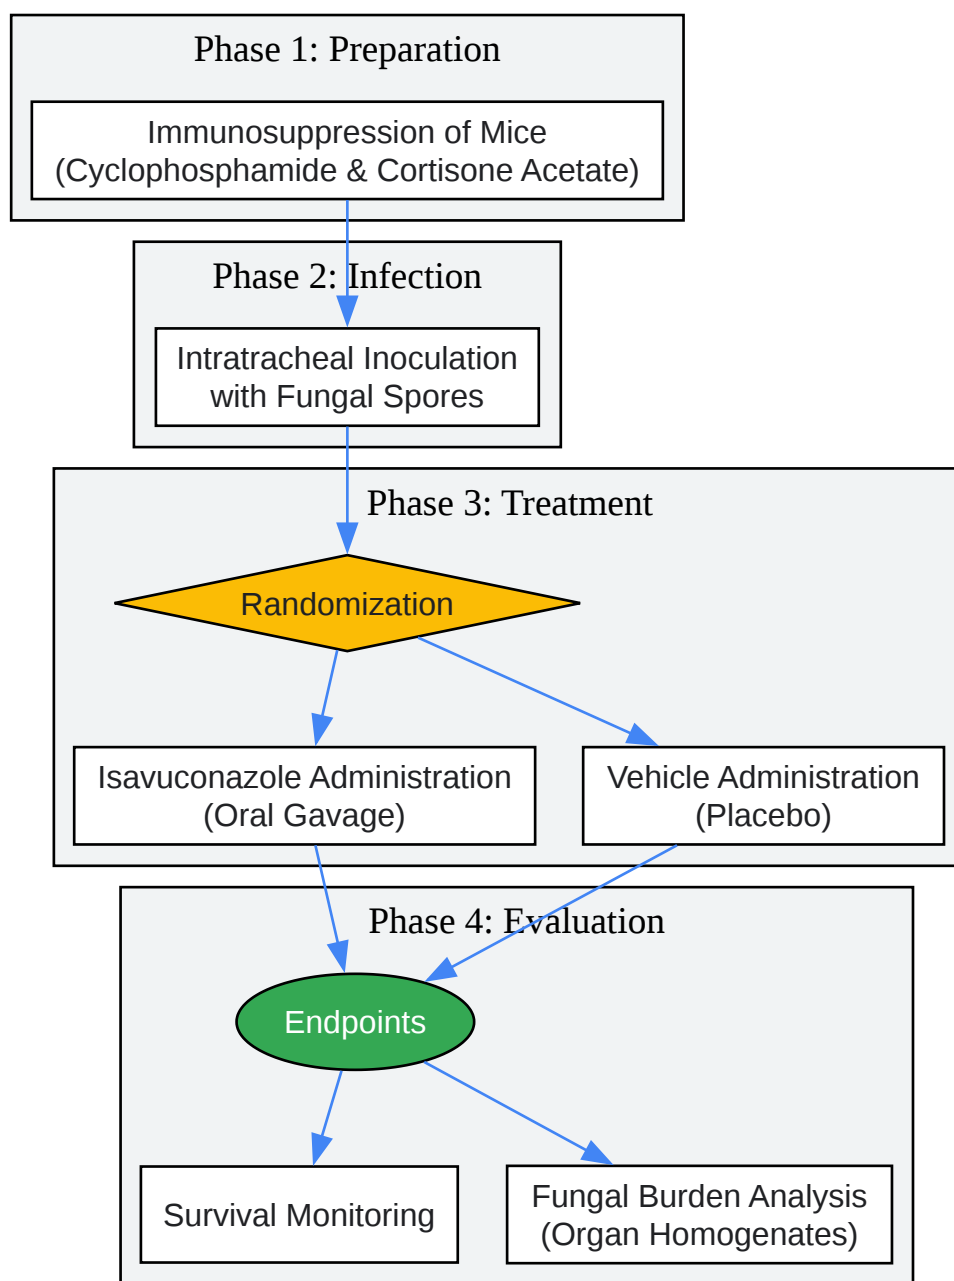 Phase 1: Preparation
Immunosuppression of Mice
(Cyclophosphamide & Cortisone Acetate)
Phase 2: Infection
Intratracheal Inoculation
with Fungal Spores
Phase 3: Treatment
Randomization
Isavuconazole Administration
(Oral Gavage)
Vehicle Administration
(Placebo)
Phase 4: Evaluation
Endpoints
Survival Monitoring
Fungal Burden Analysis
(Organ Homogenates)